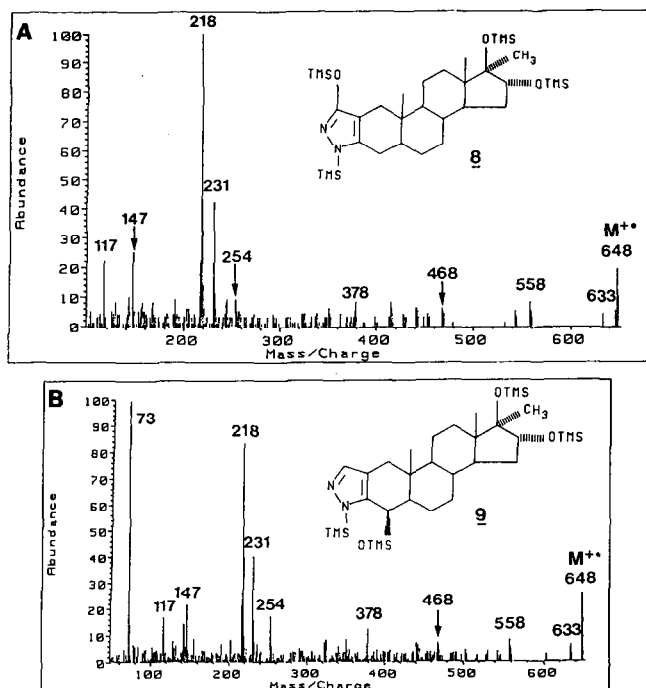 A
218
100
90
80
70
60
50
40
30
20
10
0
Abundance
117
147
231
254
378
468
558
633
648
M+•
200
300
400
500
600
Mass/Charge
OTMS
CH3
OTMS
TMSO
N
N
TMS
8
B
100
90
80
70
60
50
40
30
20
10
0
Abundance
73
117
147
218
231
254
378
468
558
633
648
M+•
100
200
300
400
500
600
Mass/Charge
OTMS
CH3
OTMS
N
N
TMS
OTMS
9